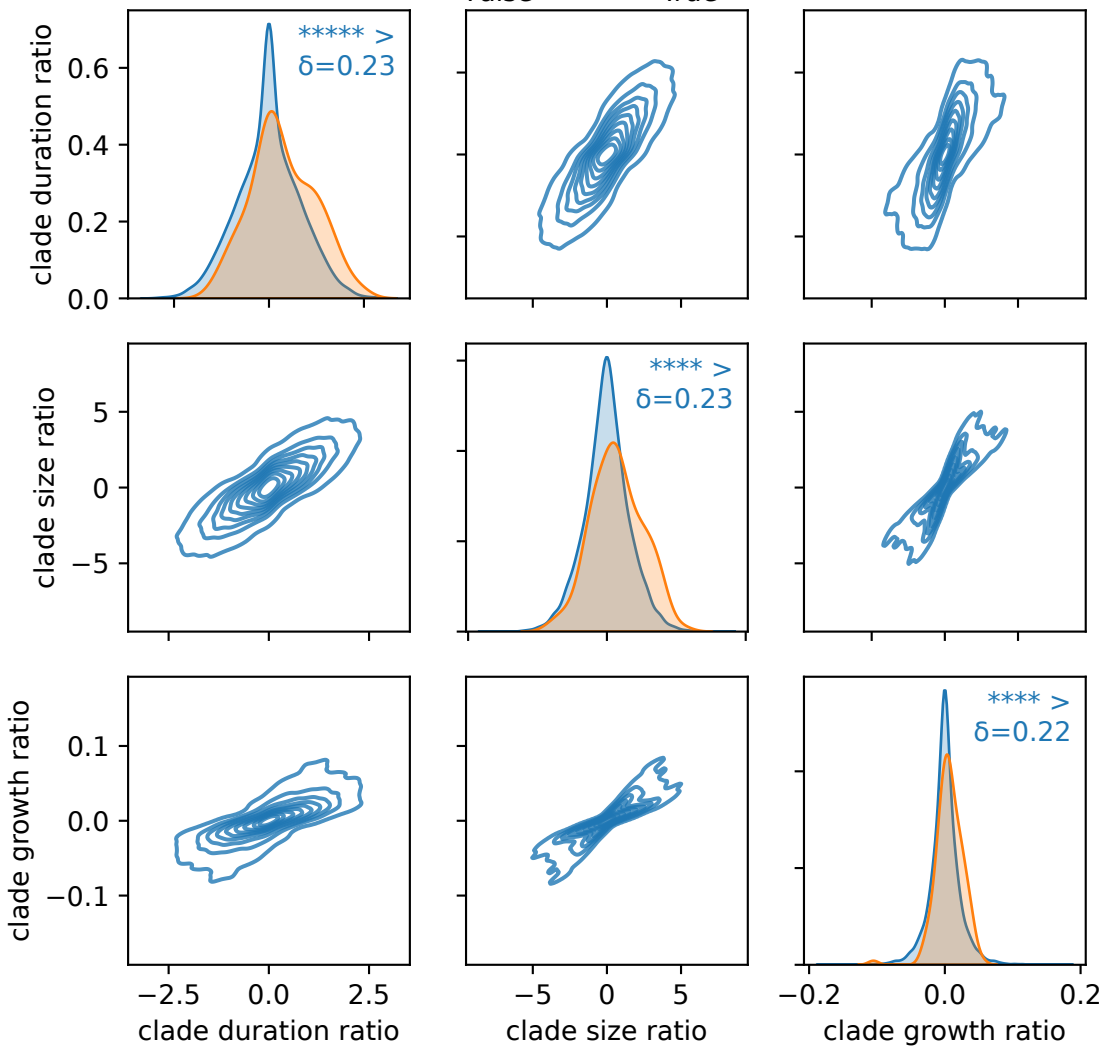 clade duration ratio
0.6
0.4
0.2
0.0
***** >
δ=0.23
clade size ratio
5
0
−5
**** >
δ=0.23
clade growth ratio
0.1
0.0
−0.1
**** >
δ=0.22
−2.5 0.0 2.5
−5 0 5
−0.2 0.0 0.2
clade duration ratio
clade size ratio
clade growth ratio